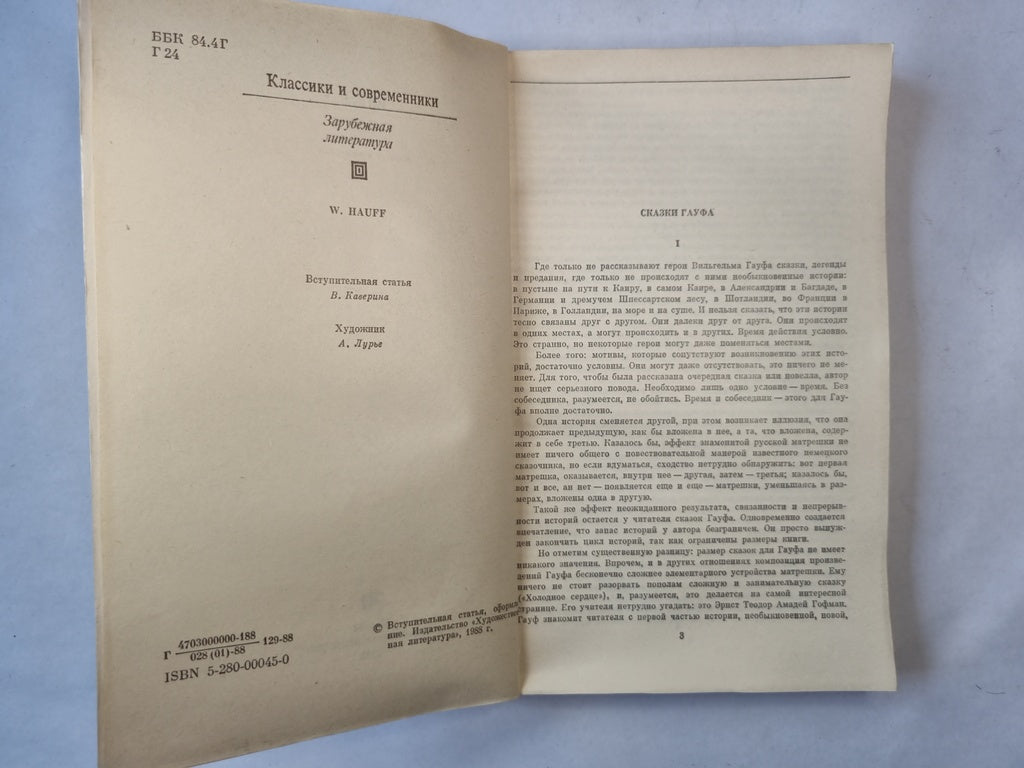 ББК 84.4Г
Г 24
Классики и современники
Зарубежная
литература
W. HAUFF
Вступительная статья
В. Каверина
Художник
А. Лурье
Г 4703000000-188 129-88
028 (01)-88
ISBN 5-280-00045-0
© Вступительная статья, оформле
ние. Издательство «Художествен
ная литература», 1988 г.
СКАЗКИ ГАУФА
I
Где только не рассказывают герои Вильгельма Гауфа сказки, легенды
и предания, где только не происходят с ними необыкновенные истории:
в пустыне на пути к Каиру, в самом Каире, в Александрии и Багдаде, в
Германии и дремучем Шпессартском лесу, в Шотландии, во Франции в
Париже, в Голландии, на море и на суше. И нельзя сказать, что эти истории
тесно связаны друг с другом. Они далеки друг от друга. Они происходят
в одних местах, а могут происходить и в других. Время действия условно.
Это странно, но некоторые герои могут даже поменяться местами.
Более того: мотивы, которые сопутствуют возникновению этих исто-
рий, достаточно условны. Они могут даже отсутствовать, это ничего не ме-
няет. Для того, чтобы была рассказана очередная сказка или новелла, автор
не ищет серьезного повода. Необходимо лишь одно условие — время. Без
собеседника, разумеется, не обойтись. Время и собеседник — этого для Гау-
фа вполне достаточно.
Одна история сменяется другой, при этом возникает иллюзия, что она
продолжает предыдущую, как бы вложена в нее, а та, что вложена, содер-
жит в себе третью. Казалось бы, эффект знаменитой русской матрешки не
имеет ничего общего с повествовательной манерой известного немецкого
сказочника, но если вдуматься, сходство нетрудно обнаружить: вот первая
матрешка, оказывается, внутри нее — другая, затем — третья; казалось бы,
вот и все, ан нет — появляется еще и еще — матрешки, уменьшаясь в раз-
мерах, вложены одна в другую.
Такой же эффект неожиданного результата, связанности и непрерыв-
ности историй остается у читателя сказок Гауфа. Одновременно создается
впечатление, что запас историй у автора безграничен. Он просто вынуж-
ден закончить цикл историй, так как ограничены размеры книги.
Но отметим существенную разницу: размер сказок для Гауфа не имеет
никакого значения. Впрочем, и в других отношениях композиция произве-
дений Гауфа бесконечно сложнее элементарного устройства матрешки. Ему
ничего не стоит разорвать пополам сложную и занимательную сказку
(«Холодное сердце»), и, разумеется, это делается на самой интересной
странице. Его учителя нетрудно угадать: это Эрнст Теодор Амадей Гофман.
Гауф знакомит читателя с первой частью истории, необыкновенной, новой,
3